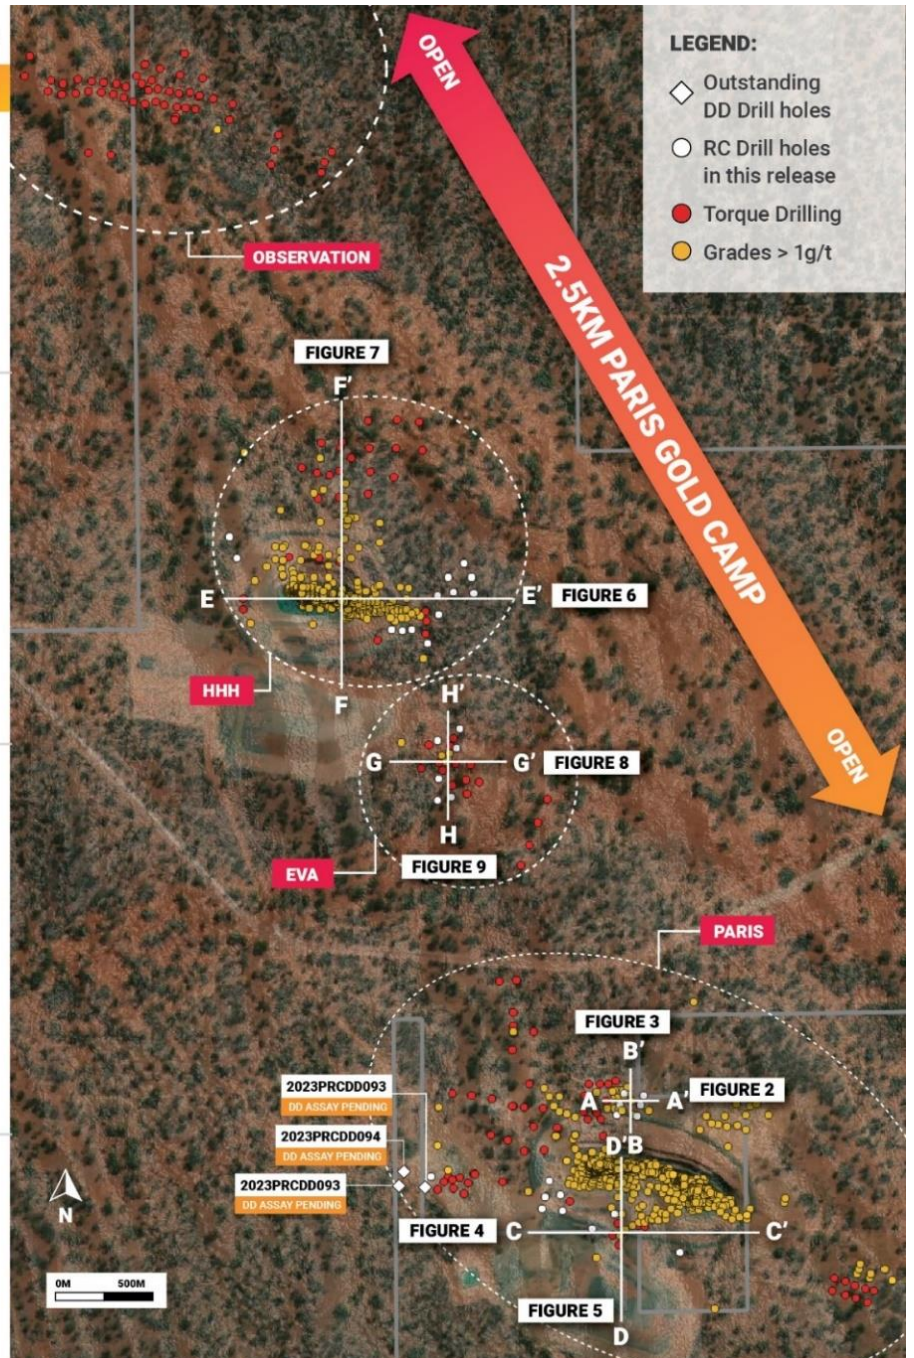 OPEN
LEGEND:
Outstanding
DD Drill holes
RC Drill holes
in this release
Torque Drilling
Grades > 1g/t
OBSERVATION
2.5KM PARIS GOLD CAMP
FIGURE 7
F'
E
E'
FIGURE 6
HHH
F
H'
G
G'
FIGURE 8
OPEN
H
EVA
FIGURE 9
PARIS
FIGURE 3
B'
2023PRCDD093
DD ASSAY PENDING
A
A'
FIGURE 2
2023PRCDD094
DD ASSAY PENDING
D'B
2023PRCDD093
DD ASSAY PENDING
N
FIGURE 4
C
C'
0M 500M
FIGURE 5
D